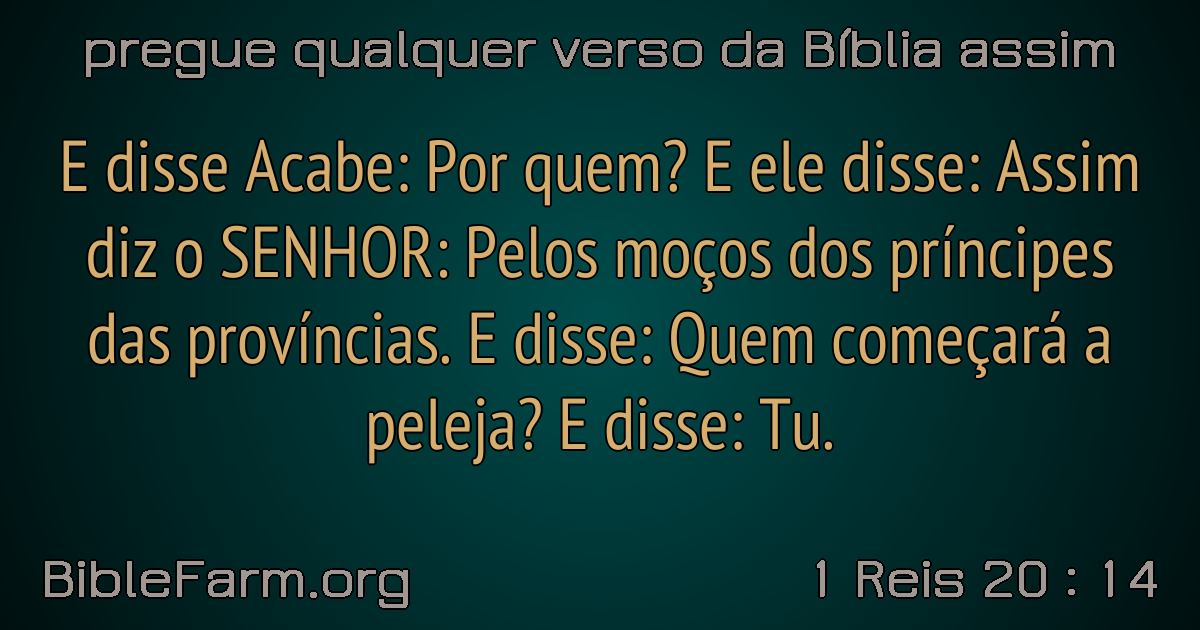 pregue qualquer verso da Bíblia assim
E disse Acabe: Por quem? E ele disse: Assim
diz o SENHOR: Pelos moços dos príncipes
das províncias. E disse: Quem começará a
peleja? E disse: Tu.
BibleFarm.org
1 Reis 20 : 14